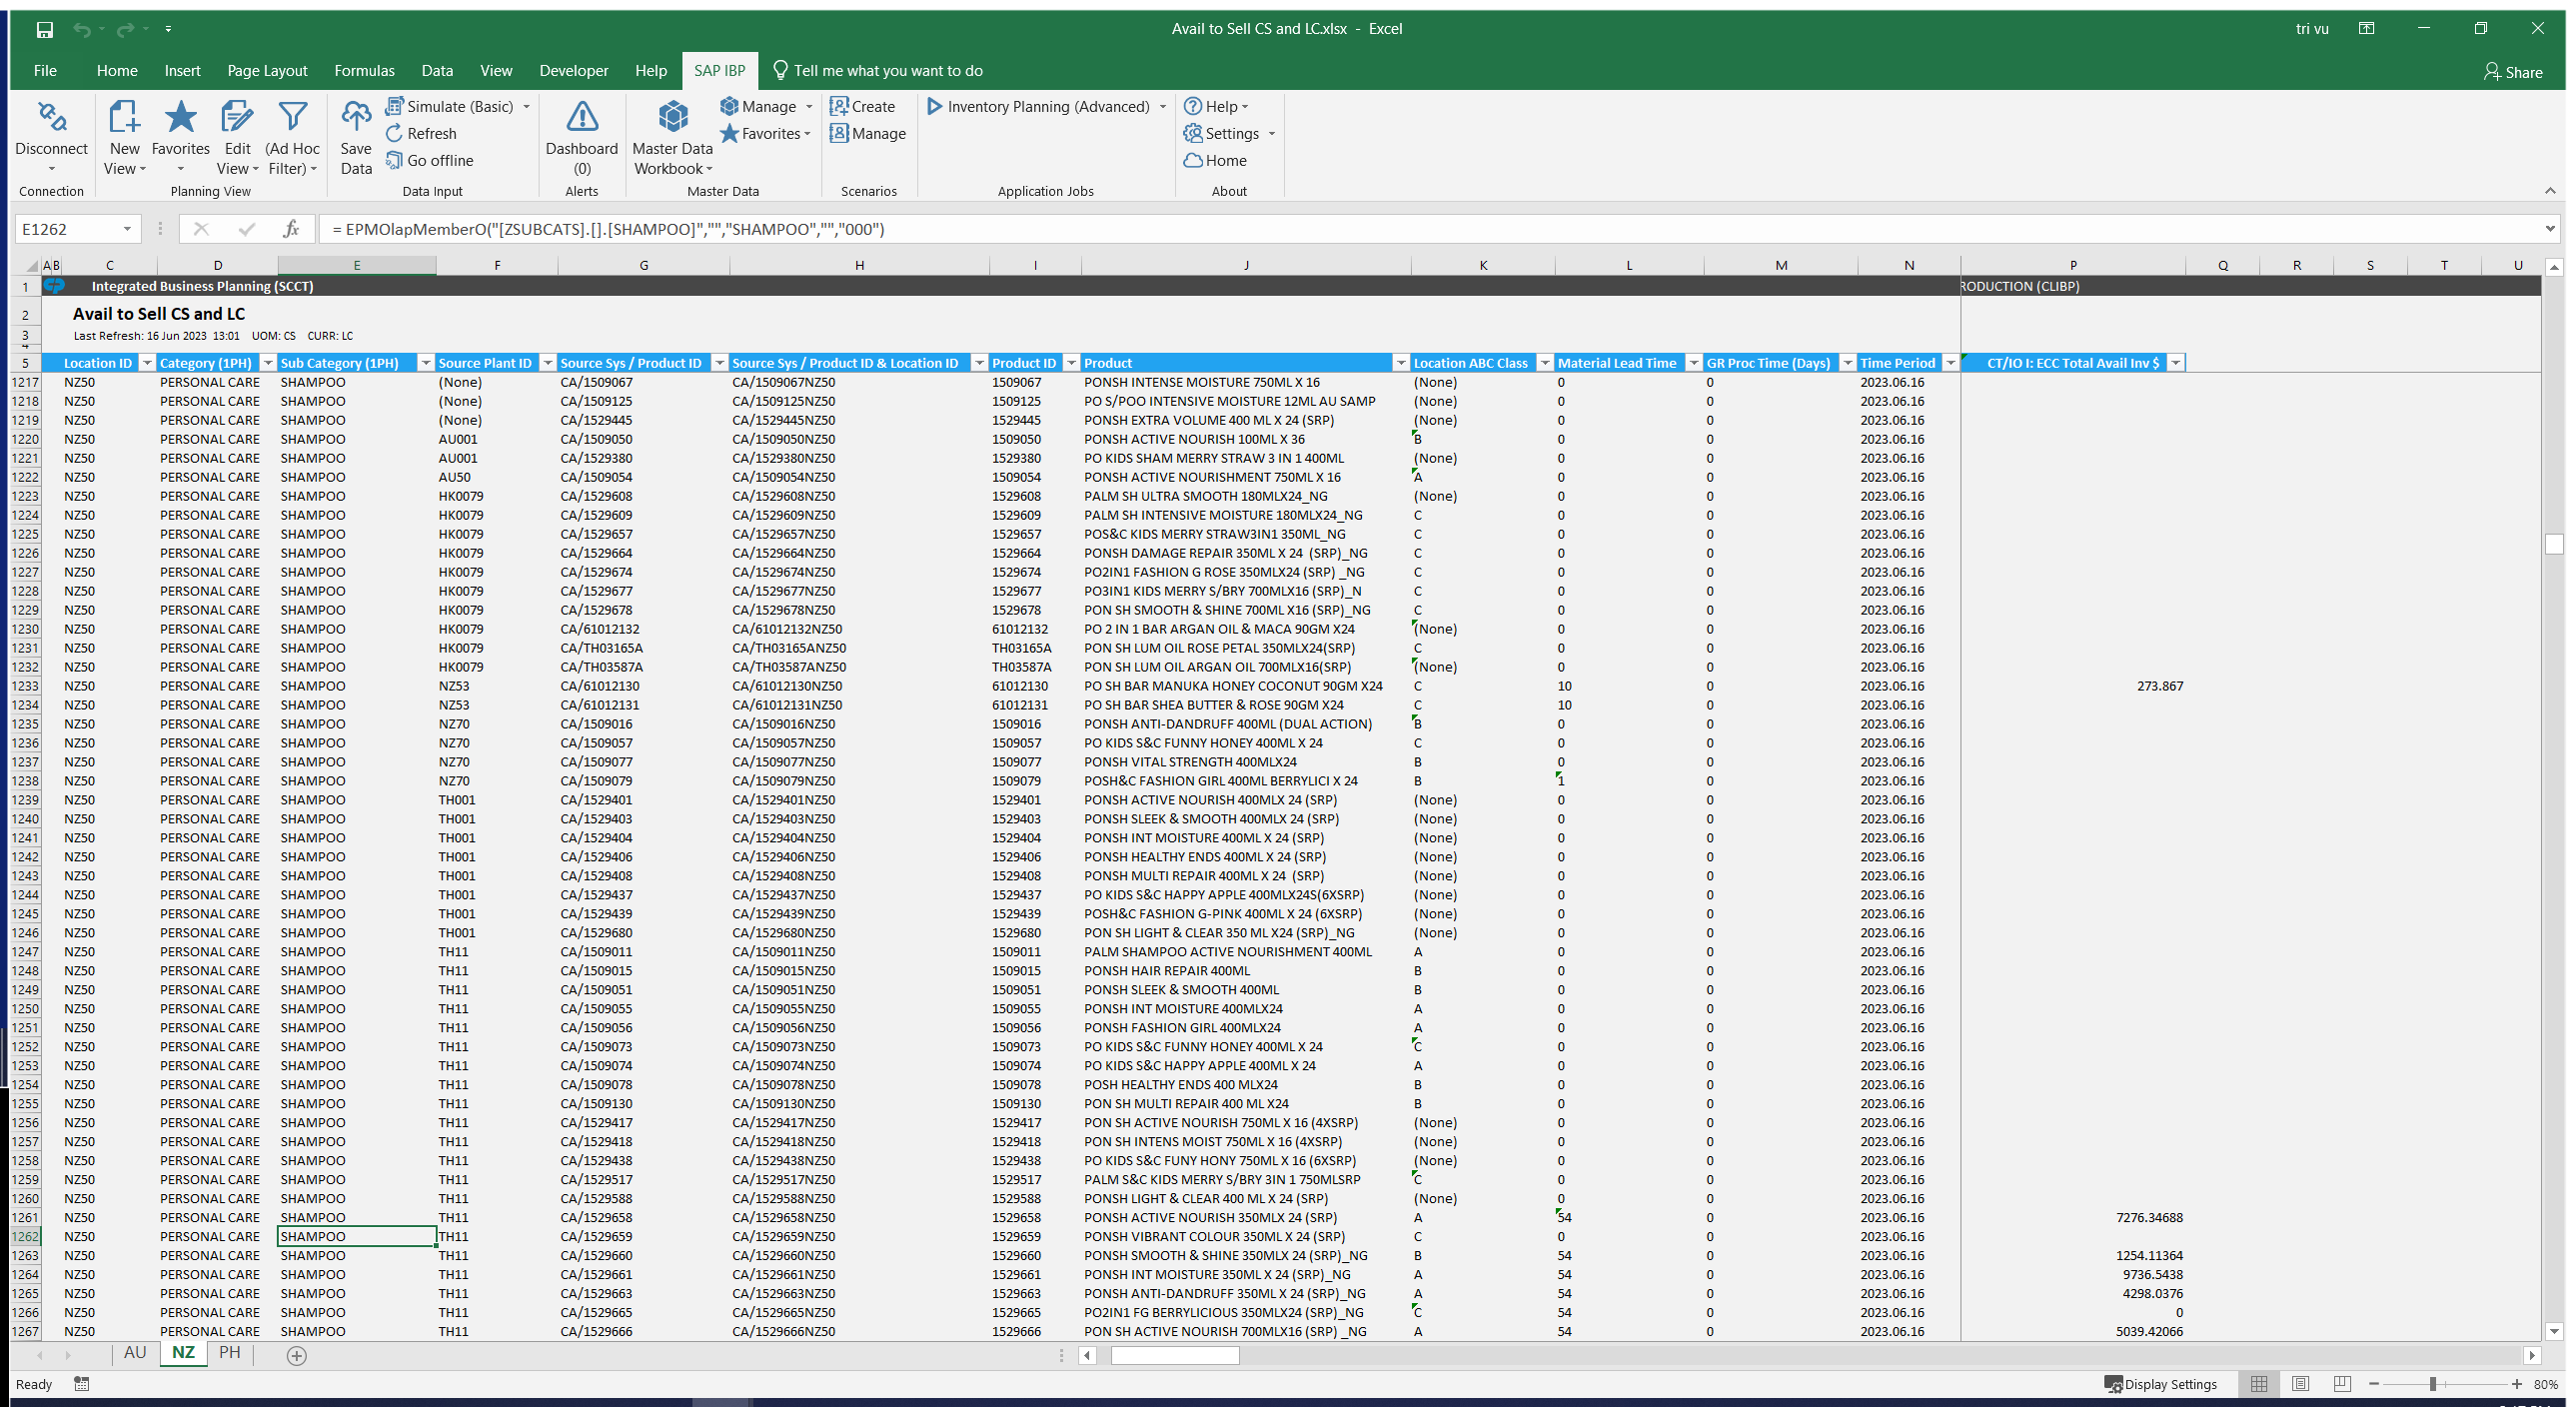 Avail to Sell CS and LC.xlsx - Excel
tri vu
File Home Insert Page Layout Formulas Data View Developer Help SAP IBP Tell me what you want to do
Share
Disconnect
Connection
New View Favorites Edit View (Ad Hoc Filter)
Planning View
Save Data Simulate (Basic) Refresh Go offline
Data Input
Dashboard (0)
Alerts
Master Data Workbook Manage Favorites
Master Data
Create Manage
Scenarios
Inventory Planning (Advanced)
Application Jobs
Help Settings Home
About
E1262 fx = EPMOlapMemberO("[ZSUBCATS].[].[SHAMPOO]","","SHAMPOO","","000")
A B C D E F G H I J K L M N P Q R S T U
1 Integrated Business Planning (SCCT) RODUCTION (CLIBP)
2 Avail to Sell CS and LC
3 Last Refresh: 16 Jun 2023 13:01 UOM: CS CURR: LC
4
5 Location ID Category (1PH) Sub Category (1PH) Source Plant ID Source Sys / Product ID Source Sys / Product ID & Location ID Product ID Product Location ABC Class Material Lead Time GR Proc Time (Days) Time Period CT/IO I: ECC Total Avail Inv $
1217 NZ50 PERSONAL CARE SHAMPOO (None) CA/1509067 CA/1509067NZ50 1509067 PONSH INTENSE MOISTURE 750ML X 16 (None) 0 0 2023.06.16
1218 NZ50 PERSONAL CARE SHAMPOO (None) CA/1509125 CA/1509125NZ50 1509125 PO S/POO INTENSIVE MOISTURE 12ML AU SAMP (None) 0 0 2023.06.16
1219 NZ50 PERSONAL CARE SHAMPOO (None) CA/1529445 CA/1529445NZ50 1529445 PONSH EXTRA VOLUME 400 ML X 24 (SRP) (None) 0 0 2023.06.16
1220 NZ50 PERSONAL CARE SHAMPOO AU001 CA/1509050 CA/1509050NZ50 1509050 PONSH ACTIVE NOURISH 100ML X 36 B 0 0 2023.06.16
1221 NZ50 PERSONAL CARE SHAMPOO AU001 CA/1529380 CA/1529380NZ50 1529380 PO KIDS SHAM MERRY STRAW 3 IN 1 400ML (None) 0 0 2023.06.16
1222 NZ50 PERSONAL CARE SHAMPOO AU50 CA/1509054 CA/1509054NZ50 1509054 PONSH ACTIVE NOURISHMENT 750ML X 16 A 0 0 2023.06.16
1223 NZ50 PERSONAL CARE SHAMPOO HK0079 CA/1529608 CA/1529608NZ50 1529608 PALM SH ULTRA SMOOTH 180MLX24_NG (None) 0 0 2023.06.16
1224 NZ50 PERSONAL CARE SHAMPOO HK0079 CA/1529609 CA/1529609NZ50 1529609 PALM SH INTENSIVE MOISTURE 180MLX24_NG C 0 0 2023.06.16
1225 NZ50 PERSONAL CARE SHAMPOO HK0079 CA/1529657 CA/1529657NZ50 1529657 POS&C KIDS MERRY STRAW3IN1 350ML_NG C 0 0 2023.06.16
1226 NZ50 PERSONAL CARE SHAMPOO HK0079 CA/1529664 CA/1529664NZ50 1529664 PONSH DAMAGE REPAIR 350ML X 24 (SRP)_NG C 0 0 2023.06.16
1227 NZ50 PERSONAL CARE SHAMPOO HK0079 CA/1529674 CA/1529674NZ50 1529674 PO2IN1 FASHION G ROSE 350MLX24 (SRP) _NG C 0 0 2023.06.16
1228 NZ50 PERSONAL CARE SHAMPOO HK0079 CA/1529677 CA/1529677NZ50 1529677 PO3IN1 KIDS MERRY S/BRY 700MLX16 (SRP)_N C 0 0 2023.06.16
1229 NZ50 PERSONAL CARE SHAMPOO HK0079 CA/1529678 CA/1529678NZ50 1529678 PON SH SMOOTH & SHINE 700ML X16 (SRP)_NG C 0 0 2023.06.16
1230 NZ50 PERSONAL CARE SHAMPOO HK0079 CA/61012132 CA/61012132NZ50 61012132 PO 2 IN 1 BAR ARGAN OIL & MACA 90GM X24 (None) 0 0 2023.06.16
1231 NZ50 PERSONAL CARE SHAMPOO HK0079 CA/TH03165A CA/TH03165ANZ50 TH03165A PON SH LUM OIL ROSE PETAL 350MLX24(SRP) C 0 0 2023.06.16
1232 NZ50 PERSONAL CARE SHAMPOO HK0079 CA/TH03587A CA/TH03587ANZ50 TH03587A PON SH LUM OIL ARGAN OIL 700MLX16(SRP) (None) 0 0 2023.06.16
1233 NZ50 PERSONAL CARE SHAMPOO NZ53 CA/61012130 CA/61012130NZ50 61012130 PO SH BAR MANUKA HONEY COCONUT 90GM X24 C 10 0 2023.06.16 273.867
1234 NZ50 PERSONAL CARE SHAMPOO NZ53 CA/61012131 CA/61012131NZ50 61012131 PO SH BAR SHEA BUTTER & ROSE 90GM X24 C 10 0 2023.06.16
1235 NZ50 PERSONAL CARE SHAMPOO NZ70 CA/1509016 CA/1509016NZ50 1509016 PONSH ANTI-DANDRUFF 400ML (DUAL ACTION) B 0 0 2023.06.16
1236 NZ50 PERSONAL CARE SHAMPOO NZ70 CA/1509057 CA/1509057NZ50 1509057 PO KIDS S&C FUNNY HONEY 400ML X 24 C 0 0 2023.06.16
1237 NZ50 PERSONAL CARE SHAMPOO NZ70 CA/1509077 CA/1509077NZ50 1509077 PONSH VITAL STRENGTH 400MLX24 B 0 0 2023.06.16
1238 NZ50 PERSONAL CARE SHAMPOO NZ70 CA/1509079 CA/1509079NZ50 1509079 POSH&C FASHION GIRL 400ML BERRYLICI X 24 B 1 0 2023.06.16
1239 NZ50 PERSONAL CARE SHAMPOO TH001 CA/1529401 CA/1529401NZ50 1529401 PONSH ACTIVE NOURISH 400MLX 24 (SRP) (None) 0 0 2023.06.16
1240 NZ50 PERSONAL CARE SHAMPOO TH001 CA/1529403 CA/1529403NZ50 1529403 PONSH SLEEK & SMOOTH 400MLX 24 (SRP) (None) 0 0 2023.06.16
1241 NZ50 PERSONAL CARE SHAMPOO TH001 CA/1529404 CA/1529404NZ50 1529404 PONSH INT MOISTURE 400ML X 24 (SRP) (None) 0 0 2023.06.16
1242 NZ50 PERSONAL CARE SHAMPOO TH001 CA/1529406 CA/1529406NZ50 1529406 PONSH HEALTHY ENDS 400ML X 24 (SRP) (None) 0 0 2023.06.16
1243 NZ50 PERSONAL CARE SHAMPOO TH001 CA/1529408 CA/1529408NZ50 1529408 PONSH MULTI REPAIR 400ML X 24 (SRP) (None) 0 0 2023.06.16
1244 NZ50 PERSONAL CARE SHAMPOO TH001 CA/1529437 CA/1529437NZ50 1529437 PO KIDS S&C HAPPY APPLE 400MLX24S(6XSRP) (None) 0 0 2023.06.16
1245 NZ50 PERSONAL CARE SHAMPOO TH001 CA/1529439 CA/1529439NZ50 1529439 POSH&C FASHION G-PINK 400ML X 24 (6XSRP) (None) 0 0 2023.06.16
1246 NZ50 PERSONAL CARE SHAMPOO TH001 CA/1529680 CA/1529680NZ50 1529680 PON SH LIGHT & CLEAR 350 ML X24 (SRP)_NG (None) 0 0 2023.06.16
1247 NZ50 PERSONAL CARE SHAMPOO TH11 CA/1509011 CA/1509011NZ50 1509011 PALM SHAMPOO ACTIVE NOURISHMENT 400ML A 0 0 2023.06.16
1248 NZ50 PERSONAL CARE SHAMPOO TH11 CA/1509015 CA/1509015NZ50 1509015 PONSH HAIR REPAIR 400ML B 0 0 2023.06.16
1249 NZ50 PERSONAL CARE SHAMPOO TH11 CA/1509051 CA/1509051NZ50 1509051 PONSH SLEEK & SMOOTH 400ML B 0 0 2023.06.16
1250 NZ50 PERSONAL CARE SHAMPOO TH11 CA/1509055 CA/1509055NZ50 1509055 PONSH INT MOISTURE 400MLX24 A 0 0 2023.06.16
1251 NZ50 PERSONAL CARE SHAMPOO TH11 CA/1509056 CA/1509056NZ50 1509056 PONSH FASHION GIRL 400MLX24 A 0 0 2023.06.16
1252 NZ50 PERSONAL CARE SHAMPOO TH11 CA/1509073 CA/1509073NZ50 1509073 PO KIDS S&C FUNNY HONEY 400ML X 24 C 0 0 2023.06.16
1253 NZ50 PERSONAL CARE SHAMPOO TH11 CA/1509074 CA/1509074NZ50 1509074 PO KIDS S&C HAPPY APPLE 400ML X 24 A 0 0 2023.06.16
1254 NZ50 PERSONAL CARE SHAMPOO TH11 CA/1509078 CA/1509078NZ50 1509078 POSH HEALTHY ENDS 400 MLX24 B 0 0 2023.06.16
1255 NZ50 PERSONAL CARE SHAMPOO TH11 CA/1509130 CA/1509130NZ50 1509130 PON SH MULTI REPAIR 400 ML X24 B 0 0 2023.06.16
1256 NZ50 PERSONAL CARE SHAMPOO TH11 CA/1529417 CA/1529417NZ50 1529417 PON SH ACTIVE NOURISH 750ML X 16 (4XSRP) (None) 0 0 2023.06.16
1257 NZ50 PERSONAL CARE SHAMPOO TH11 CA/1529418 CA/1529418NZ50 1529418 PON SH INTENS MOIST 750ML X 16 (4XSRP) (None) 0 0 2023.06.16
1258 NZ50 PERSONAL CARE SHAMPOO TH11 CA/1529438 CA/1529438NZ50 1529438 PO KIDS S&C FUNY HONY 750ML X 16 (6XSRP) (None) 0 0 2023.06.16
1259 NZ50 PERSONAL CARE SHAMPOO TH11 CA/1529517 CA/1529517NZ50 1529517 PALM S&C KIDS MERRY S/BRY 3IN 1 750MLSRP C 0 0 2023.06.16
1260 NZ50 PERSONAL CARE SHAMPOO TH11 CA/1529588 CA/1529588NZ50 1529588 PONSH LIGHT & CLEAR 400 ML X 24 (SRP) (None) 0 0 2023.06.16
1261 NZ50 PERSONAL CARE SHAMPOO TH11 CA/1529658 CA/1529658NZ50 1529658 PONSH ACTIVE NOURISH 350MLX 24 (SRP) A 54 0 2023.06.16 7276.34688
1262 NZ50 PERSONAL CARE SHAMPOO TH11 CA/1529659 CA/1529659NZ50 1529659 PONSH VIBRANT COLOUR 350ML X 24 (SRP) C 0 0 2023.06.16
1263 NZ50 PERSONAL CARE SHAMPOO TH11 CA/1529660 CA/1529660NZ50 1529660 PONSH SMOOTH & SHINE 350MLX 24 (SRP)_NG B 54 0 2023.06.16 1254.11364
1264 NZ50 PERSONAL CARE SHAMPOO TH11 CA/1529661 CA/1529661NZ50 1529661 PONSH INT MOISTURE 350ML X 24 (SRP)_NG A 54 0 2023.06.16 9736.5438
1265 NZ50 PERSONAL CARE SHAMPOO TH11 CA/1529663 CA/1529663NZ50 1529663 PONSH ANTI-DANDRUFF 350ML X 24 (SRP)_NG A 54 0 2023.06.16 4298.0376
1266 NZ50 PERSONAL CARE SHAMPOO TH11 CA/1529665 CA/1529665NZ50 1529665 PO2IN1 FG BERRYLICIOUS 350MLX24 (SRP)_NG C 54 0 2023.06.16 0
1267 NZ50 PERSONAL CARE SHAMPOO TH11 CA/1529666 CA/1529666NZ50 1529666 PON SH ACTIVE NOURISH 700MLX16 (SRP) _NG A 54 0 2023.06.16 5039.42066
AU NZ PH
Ready Display Settings 80%